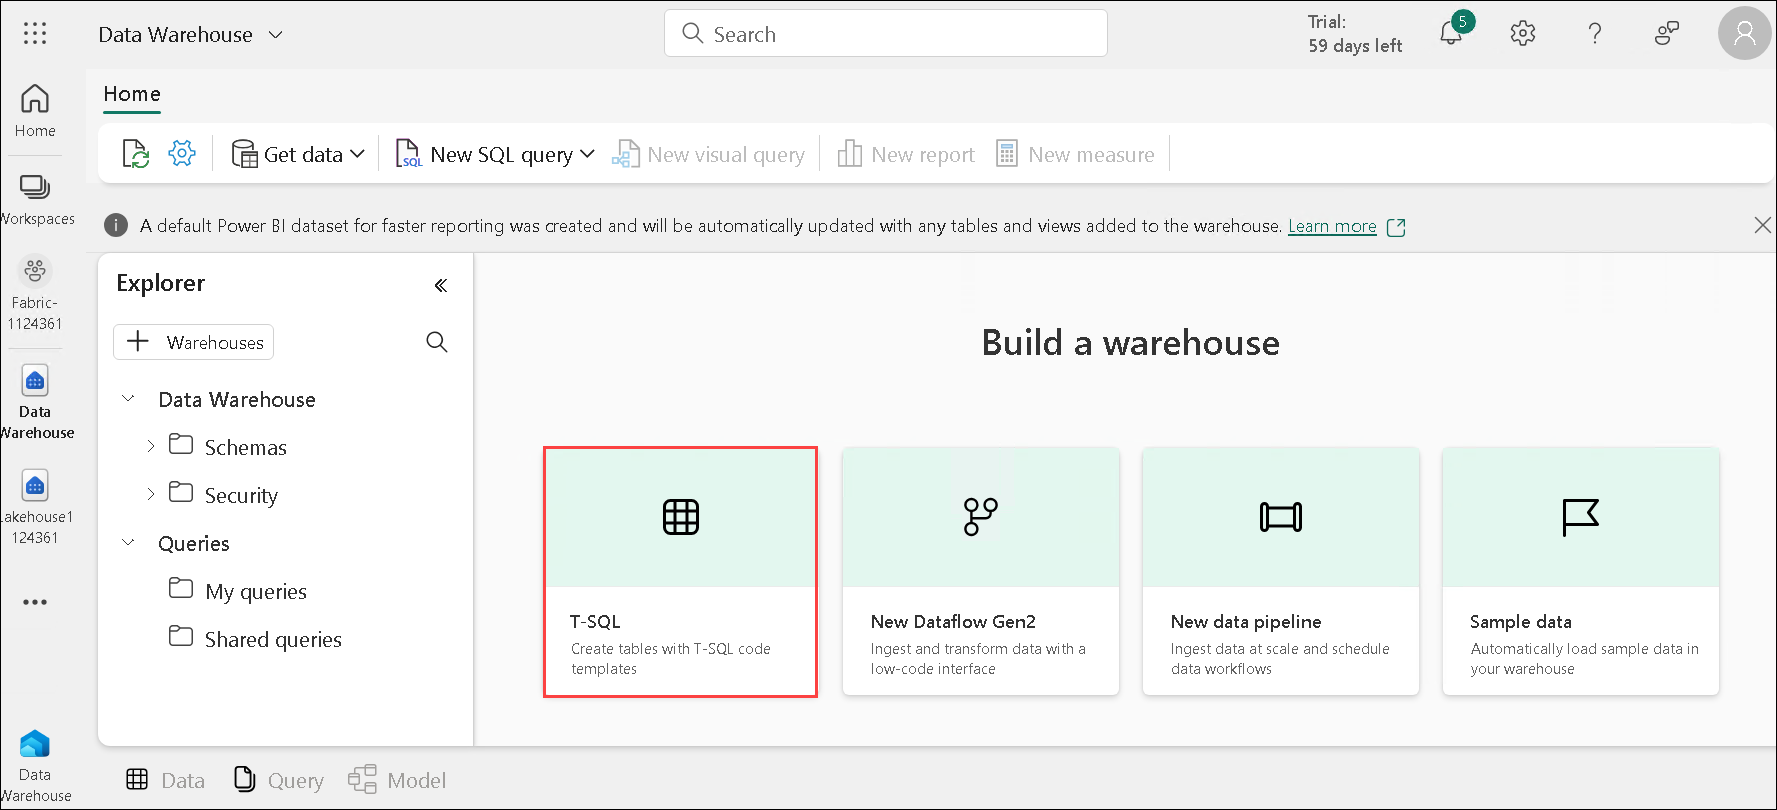 Data Warehouse
Search
Trial:
59 days left
5
Home
Home
Get data
SQL
New SQL query
New visual query
New report
New measure
Workspaces
A default Power BI dataset for faster reporting was created and will be automatically updated with any tables and views added to the warehouse. Learn more
Fabric-
1124361
Data
Warehouse
Lakehouse1
124361
Data
Warehouse
Explorer
Warehouses
Data Warehouse
Schemas
Security
Queries
My queries
Shared queries
Build a warehouse
T-SQL
Create tables with T-SQL code
templates
New Dataflow Gen2
Ingest and transform data with a
low-code interface
New data pipeline
Ingest data at scale and schedule
data workflows
Sample data
Automatically load sample data in
your warehouse
Data
Query
Model